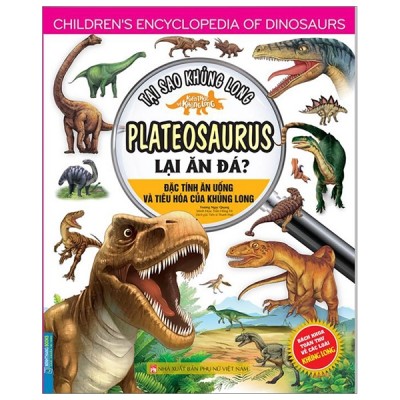 CHILDREN'S ENCYCLOPEDIA OF DINOSAURS
TẠI SAO KHỦNG LONG
PLATEOSAURUS
LẠI ĂN ĐÁ?
ĐẶC TÍNH ĂN UỐNG
VÀ TIÊU HÓA CỦA KHỦNG LONG
BÁCH KHOA
TOÀN THƯ
VỀ CÁC LOÀI
KHỦNG LONG
NHÀ XUẤT BẢN PHỤ NỮ VIỆT NAM